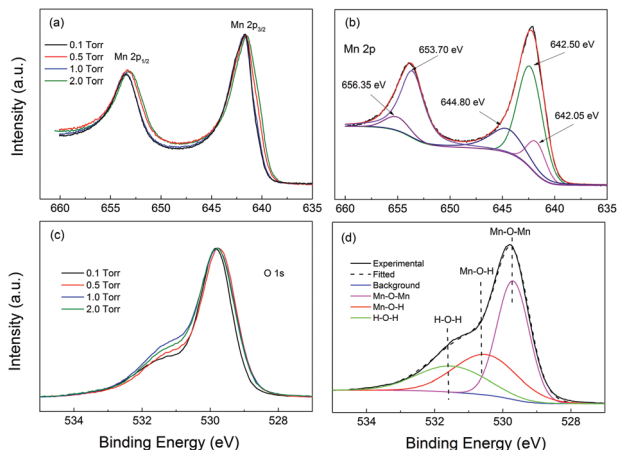 (a)
Mn 2p3/2
0.1 Torr
0.5 Torr
1.0 Torr
2.0 Torr
Mn 2p1/2
Intensity (a.u.)
660 655 650 645 640 635
(b)
Mn 2p
653.70 eV
642.50 eV
656.35 eV
644.80 eV
642.05 eV
Intensity (a.u.)
660 655 650 645 640 635
(c)
0.1 Torr
0.5 Torr
1.0 Torr
2.0 Torr
O 1s
Intensity (a.u.)
534 532 530 528
Binding Energy (eV)
(d)
Mn-O-Mn
Experimental
Fitted
Background
Mn-O-Mn
Mn-O-H
H-O-H
Mn-O-H
H-O-H
Intensity (a.u.)
534 532 530 528
Binding Energy (eV)